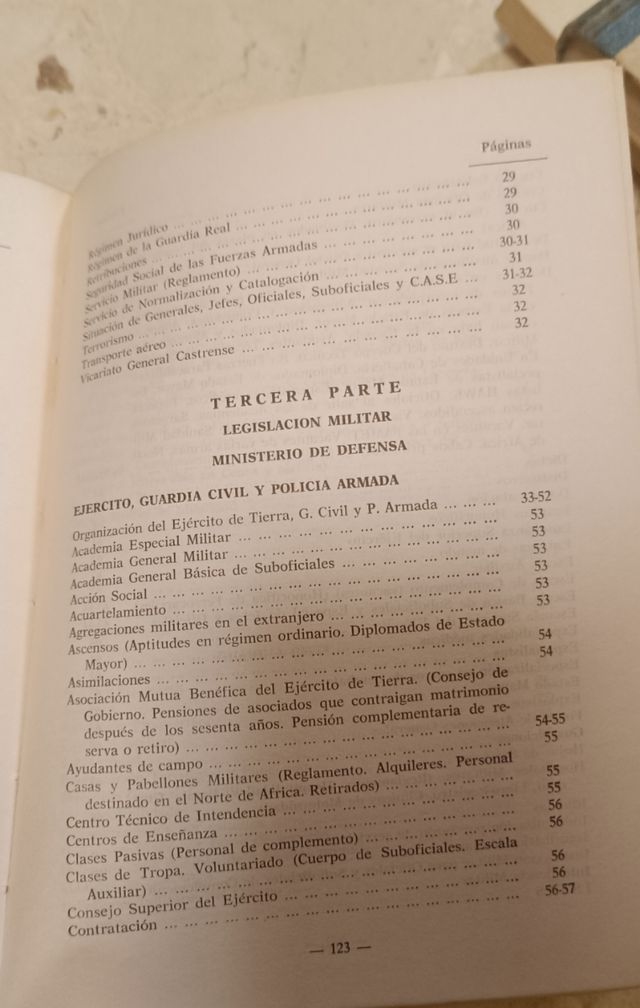 Páginas
Régimen Jurídico ... ... ... ... ... ... ... ... ... ... ... ... 29
Régimen de la Guardia Real ... ... ... ... ... ... ... ... ... 29
Retribuciones ... ... ... ... ... ... ... ... ... ... ... ... ... 30
Seguridad Social de las Fuerzas Armadas ... ... ... ... ... ... 30
Servicio Militar (Reglamento) ... ... ... ... ... ... ... ... ... 30-31
Servicio de Normalización y Catalogación ... ... ... ... ... ... 31
Situación de Generales, Jefes, Oficiales, Suboficiales y C.A.S.E ... 31-32
Terrorismo ... ... ... ... ... ... ... ... ... ... ... ... ... 32
Transporte aéreo ... ... ... ... ... ... ... ... ... ... ... ... 32
Vicariato General Castrense ... ... ... ... ... ... ... ... ... 32
TERCERA PARTE
LEGISLACION MILITAR
MINISTERIO DE DEFENSA
EJERCITO, GUARDIA CIVIL Y POLICIA ARMADA
Organización del Ejército de Tierra, G. Civil y P. Armada ... ... ... 33-52
Academia Especial Militar ... ... ... ... ... ... ... ... ... ... 53
Academia General Militar ... ... ... ... ... ... ... ... ... ... 53
Academia General Básica de Suboficiales ... ... ... ... ... ... 53
Acción Social ... ... ... ... ... ... ... ... ... ... ... ... ... 53
Acuartelamiento ... ... ... ... ... ... ... ... ... ... ... ... 53
Agregaciones militares en el extranjero ... ... ... ... ... ... ... 53
Ascensos (Aptitudes en régimen ordinario. Diplomados de Estado
Mayor) ... ... ... ... ... ... ... ... ... ... ... ... ... ... 54
Asimilaciones ... ... ... ... ... ... ... ... ... ... ... ... ... 54
Asociación Mutua Benéfica del Ejército de Tierra. (Consejo de
Gobierno. Pensiones de asociados que contraigan matrimonio
después de los sesenta años. Pensión complementaria de re-
serva o retiro) ... ... ... ... ... ... ... ... ... ... ... ... 54-55
Ayudantes de campo ... ... ... ... ... ... ... ... ... ... ... 55
Casas y Pabellones Militares (Reglamento. Alquileres. Personal
destinado en el Norte de Africa. Retirados) ... ... ... ... ... 55
Centro Técnico de Intendencia ... ... ... ... ... ... ... ... ... 55
Centros de Enseñanza ... ... ... ... ... ... ... ... ... ... ... 56
Clases Pasivas (Personal de complemento) ... ... ... ... ... ... 56
Clases de Tropa. Voluntariado (Cuerpo de Suboficiales. Escala
Auxiliar) ... ... ... ... ... ... ... ... ... ... ... ... ... 56
Consejo Superior del Ejército ... ... ... ... ... ... ... ... ... 56
Contratación ... ... ... ... ... ... ... ... ... ... ... ... ... 56-57
— 123 —